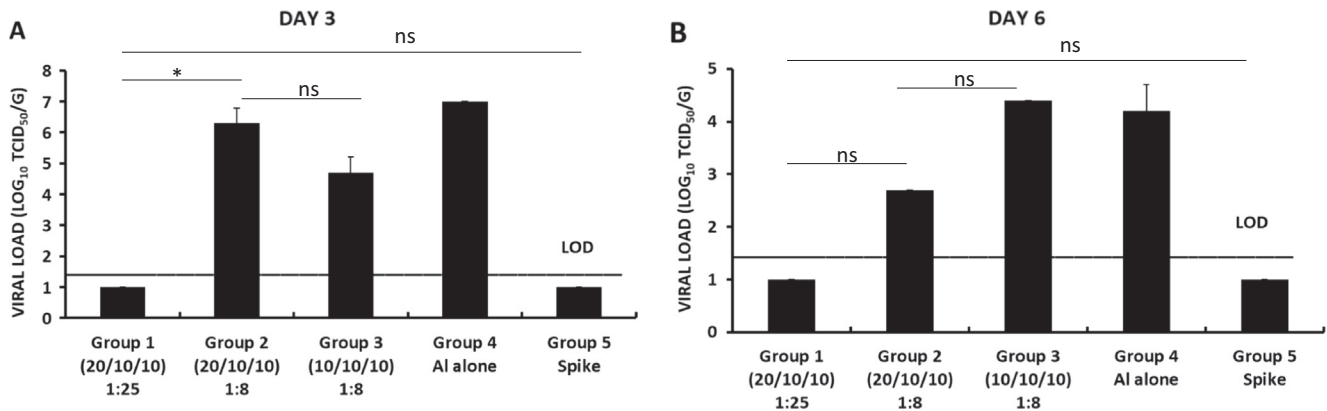 A
DAY 3
ns
*
ns
VIRAL LOAD (LOG₁₀ TCID₅₀/G)
8
7
6
5
4
3
2
1
0
LOD
Group 1 Group 2 Group 3 Group 4 Group 5
(20/10/10) (20/10/10) (10/10/10) Al alone Spike
1:25 1:8 1:8
B
DAY 6
ns
ns
ns
VIRAL LOAD (LOG₁₀ TCID₅₀/G)
5
4
3
2
1
0
LOD
Group 1 Group 2 Group 3 Group 4 Group 5
(20/10/10) (20/10/10) (10/10/10) Al alone Spike
1:25 1:8 1:8